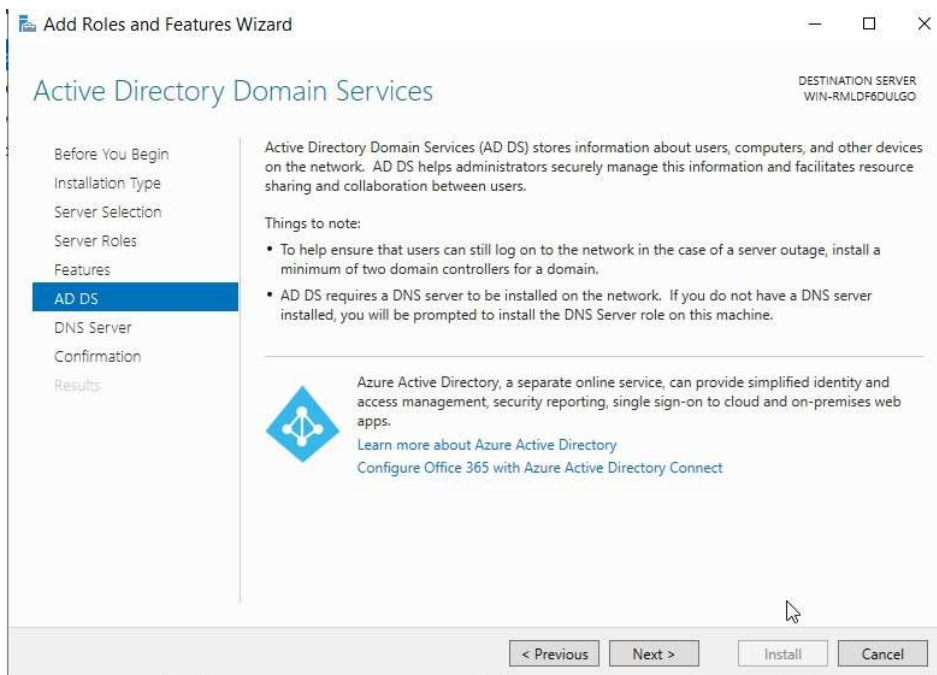 Add Roles and Features Wizard
Active Directory Domain Services
DESTINATION SERVER
WIN-RMLDF6DULGO
Before You Begin
Installation Type
Server Selection
Server Roles
Features
AD DS
DNS Server
Confirmation
Results
Active Directory Domain Services (AD DS) stores information about users, computers, and other devices
on the network. AD DS helps administrators securely manage this information and facilitates resource
sharing and collaboration between users.
Things to note:
• To help ensure that users can still log on to the network in the case of a server outage, install a
minimum of two domain controllers for a domain.
• AD DS requires a DNS server to be installed on the network. If you do not have a DNS server
installed, you will be prompted to install the DNS Server role on this machine.
Azure Active Directory, a separate online service, can provide simplified identity and
access management, security reporting, single sign-on to cloud and on-premises web
apps.
Learn more about Azure Active Directory
Configure Office 365 with Azure Active Directory Connect
< Previous
Next >
Install
Cancel